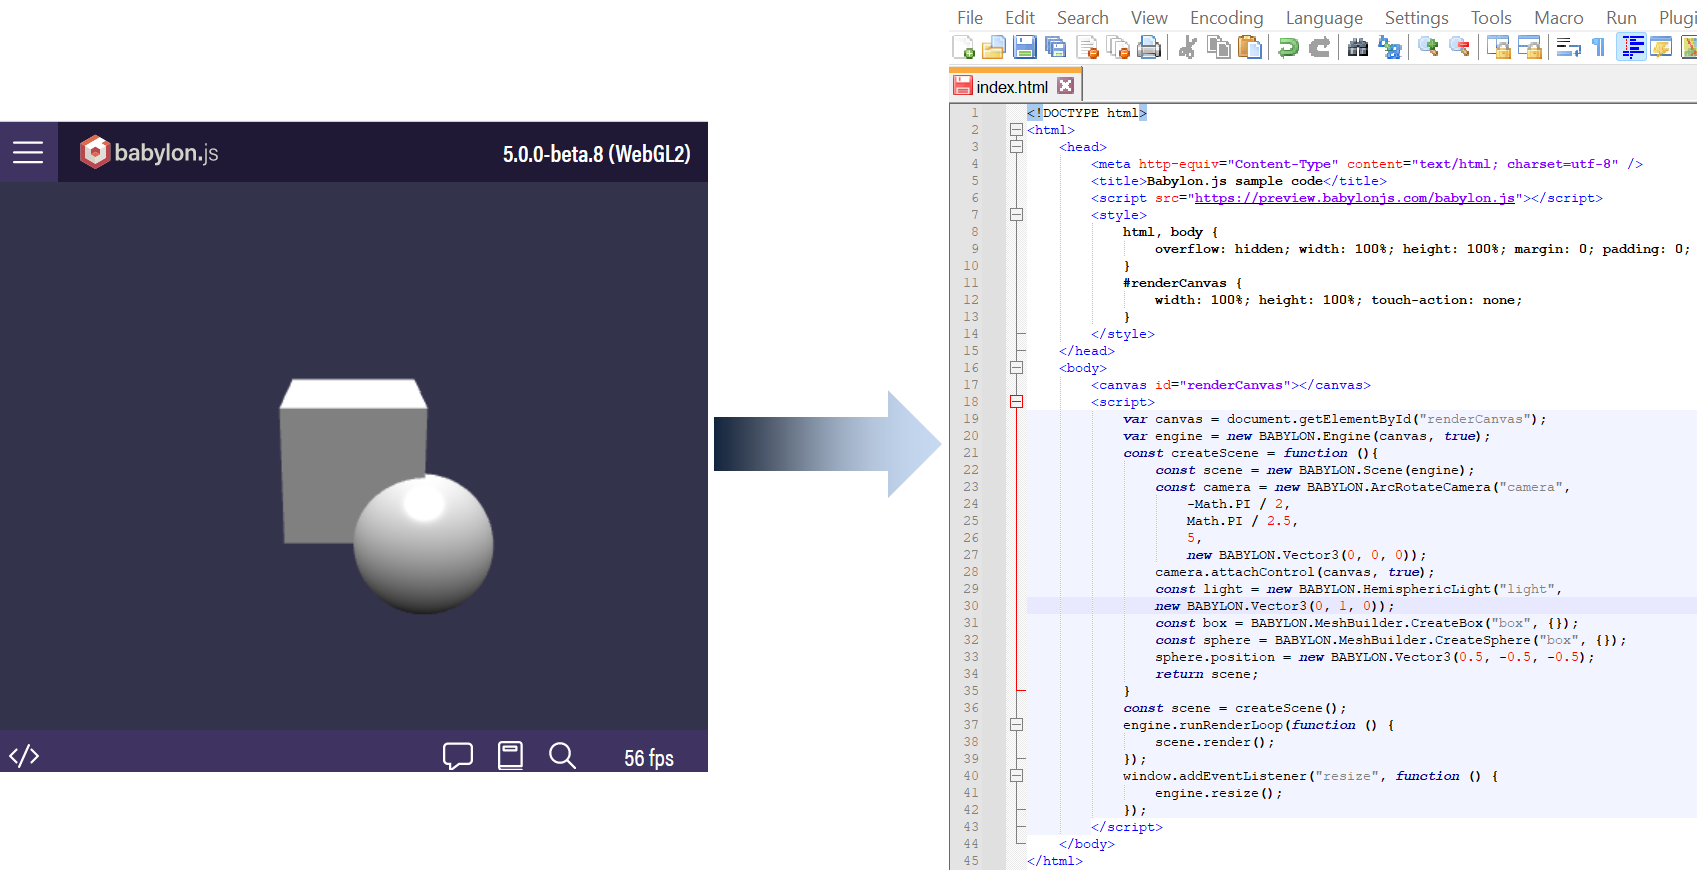 babylon.js
5.0.0-beta.8 (WebGL2)
</>
56 fps
File Edit Search View Encoding Language Settings Tools Macro Run Plugi
index.html
1 <!DOCTYPE html>
2 <html>
3 <head>
4 <meta http-equiv="Content-Type" content="text/html; charset=utf-8" />
5 <title>Babylon.js sample code</title>
6 <script src="https://preview.babylonjs.com/babylon.js"></script>
7 <style>
8 html, body {
9 overflow: hidden; width: 100%; height: 100%; margin: 0; padding: 0;
10 }
11 #renderCanvas {
12 width: 100%; height: 100%; touch-action: none;
13 }
14 </style>
15 </head>
16 <body>
17 <canvas id="renderCanvas"></canvas>
18 <script>
19 var canvas = document.getElementById("renderCanvas");
20 var engine = new BABYLON.Engine(canvas, true);
21 const createScene = function (){
22 const scene = new BABYLON.Scene(engine);
23 const camera = new BABYLON.ArcRotateCamera("camera",
24 -Math.PI / 2,
25 Math.PI / 2.5,
26 5,
27 new BABYLON.Vector3(0, 0, 0));
28 camera.attachControl(canvas, true);
29 const light = new BABYLON.HemisphericLight("light",
30 new BABYLON.Vector3(0, 1, 0));
31 const box = BABYLON.MeshBuilder.CreateBox("box", {});
32 const sphere = BABYLON.MeshBuilder.CreateSphere("box", {});
33 sphere.position = new BABYLON.Vector3(0.5, -0.5, -0.5);
34 return scene;
35 }
36 const scene = createScene();
37 engine.runRenderLoop(function () {
38 scene.render();
39 });
40 window.addEventListener("resize", function () {
41 engine.resize();
42 });
43 </script>
44 </body>
45 </html>